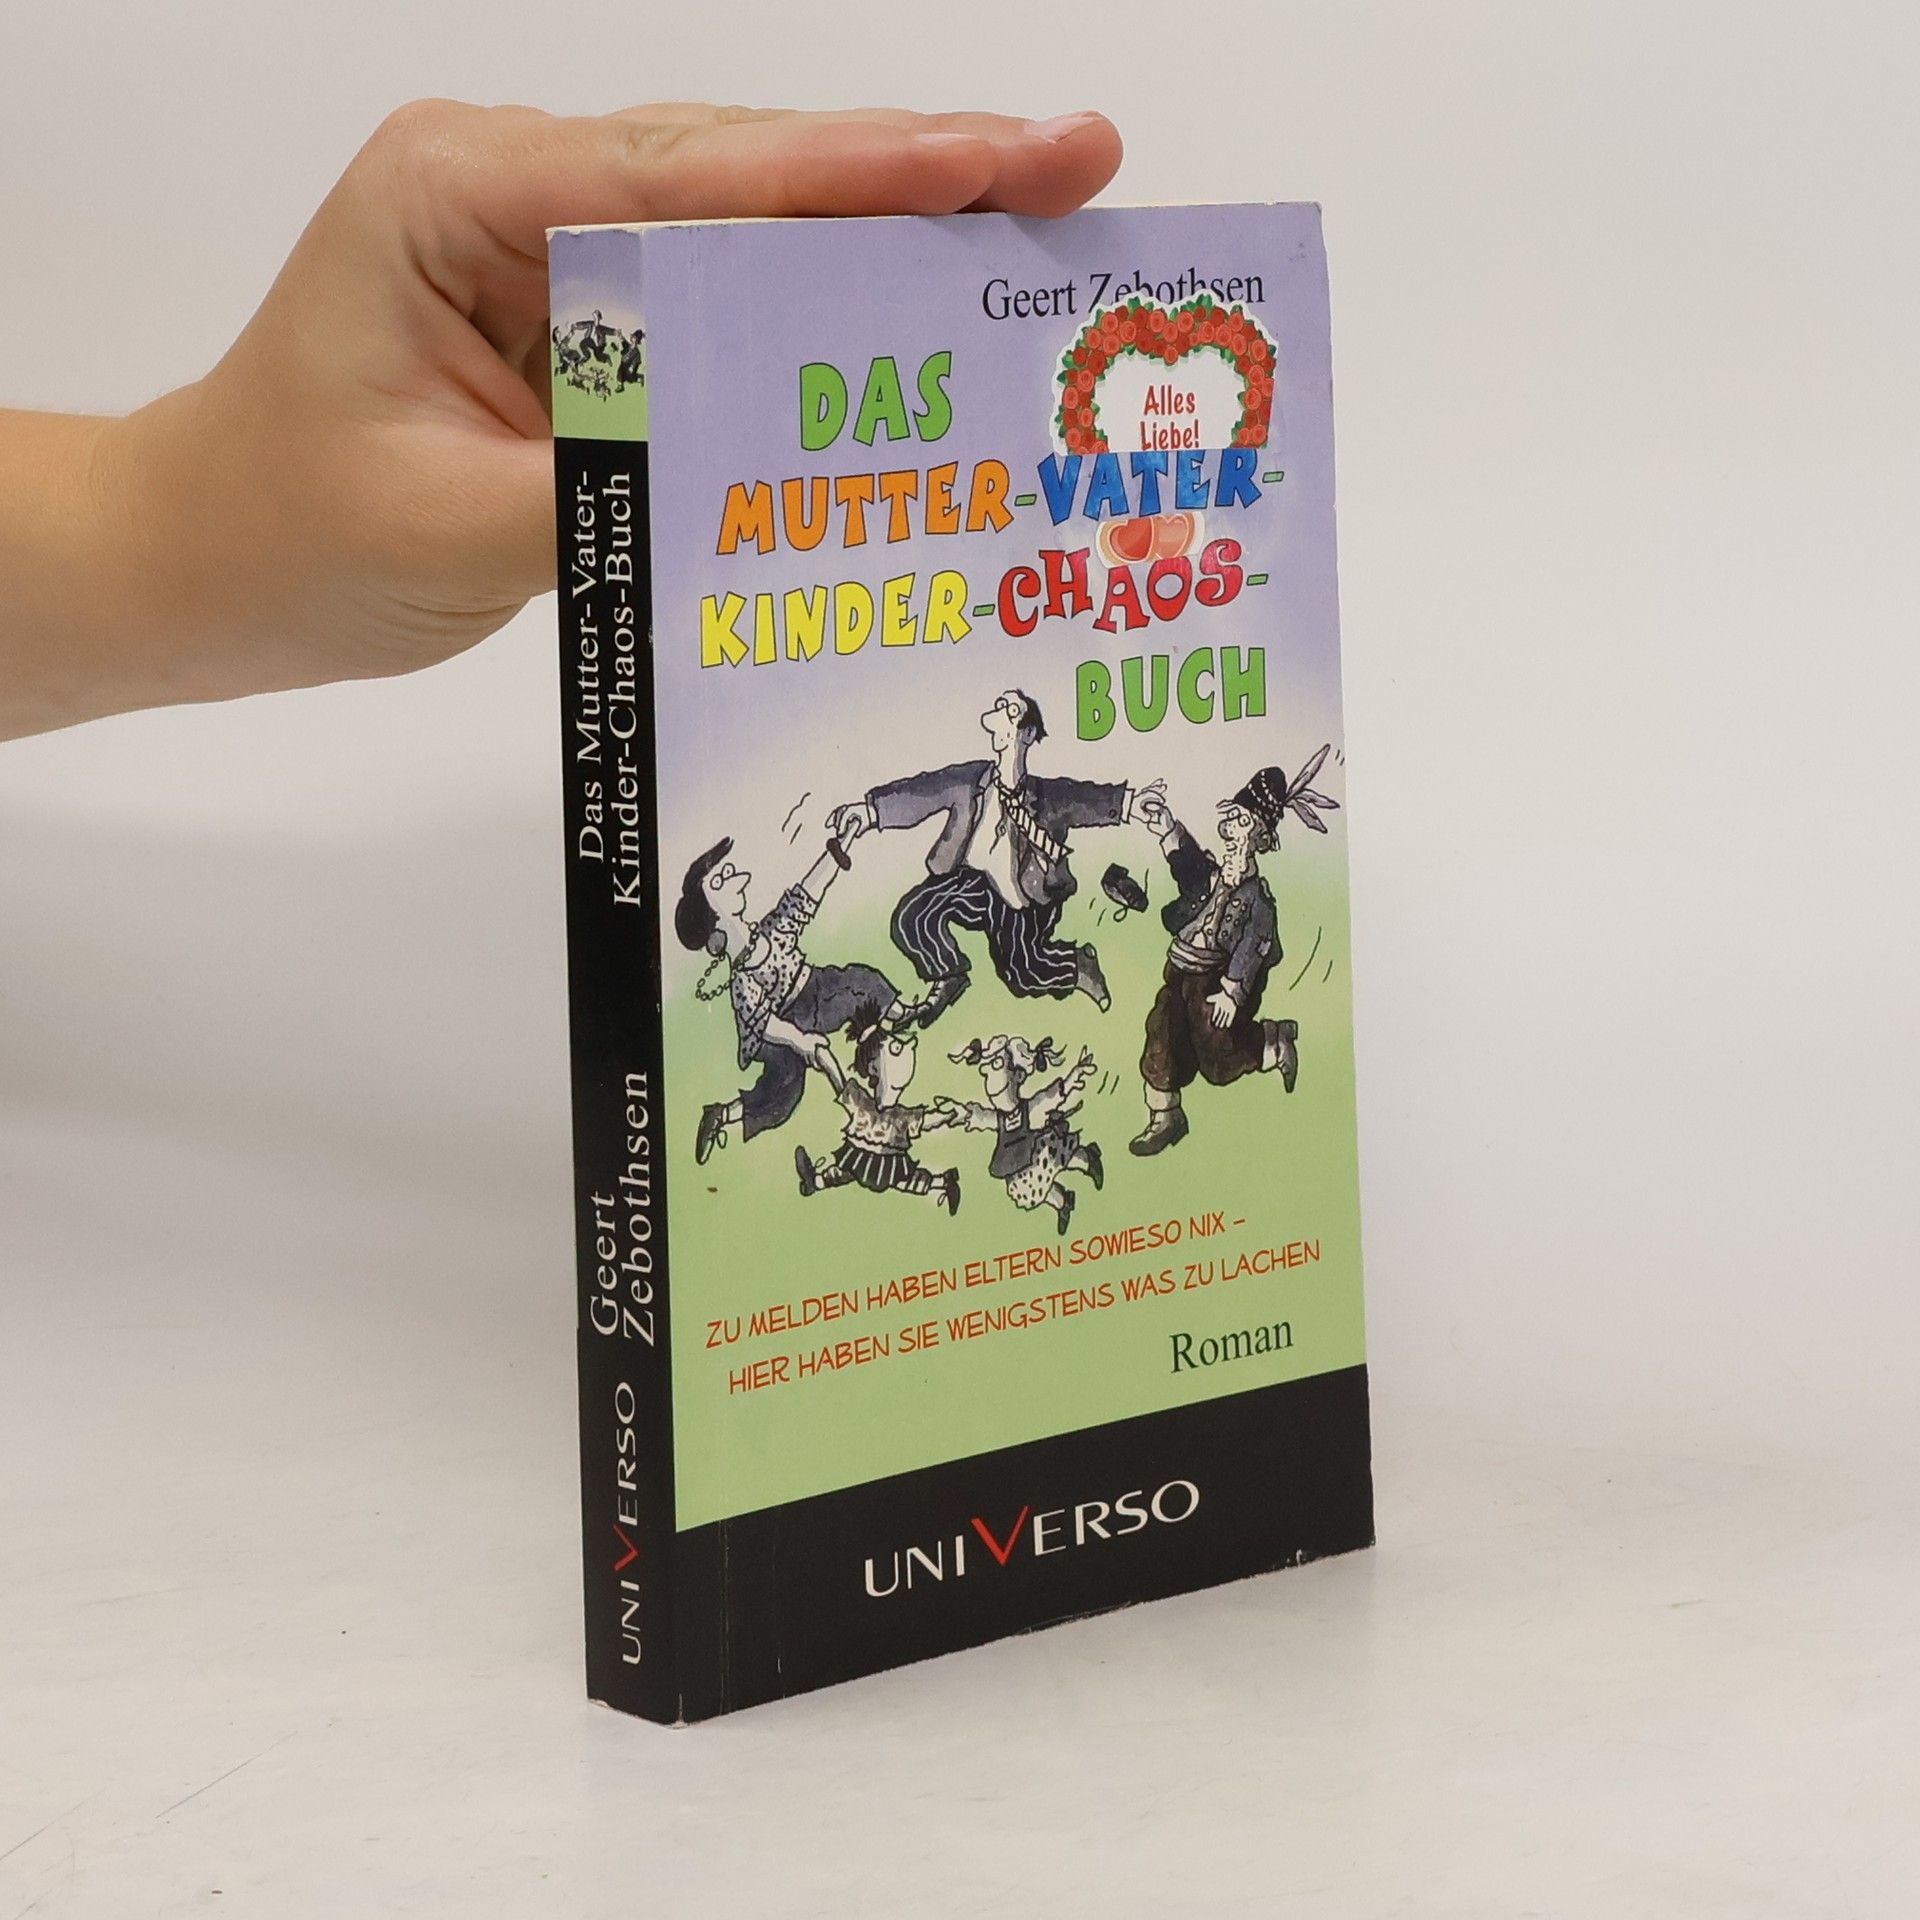 Geert Zebothsen
Alles
Liebe!
DAS
MUTTER-VATER-
KINDER-CHAOS-
BUCH
ZU MELDEN HABEN ELTERN SOWIESO NIX –
HIER HABEN SIE WENIGSTENS WAS ZU LACHEN
Roman
UNIVERSO
Das Mutter-Vater-
Kinder-Chaos-Buch
Geert
Zebothsen
UNIVERSO